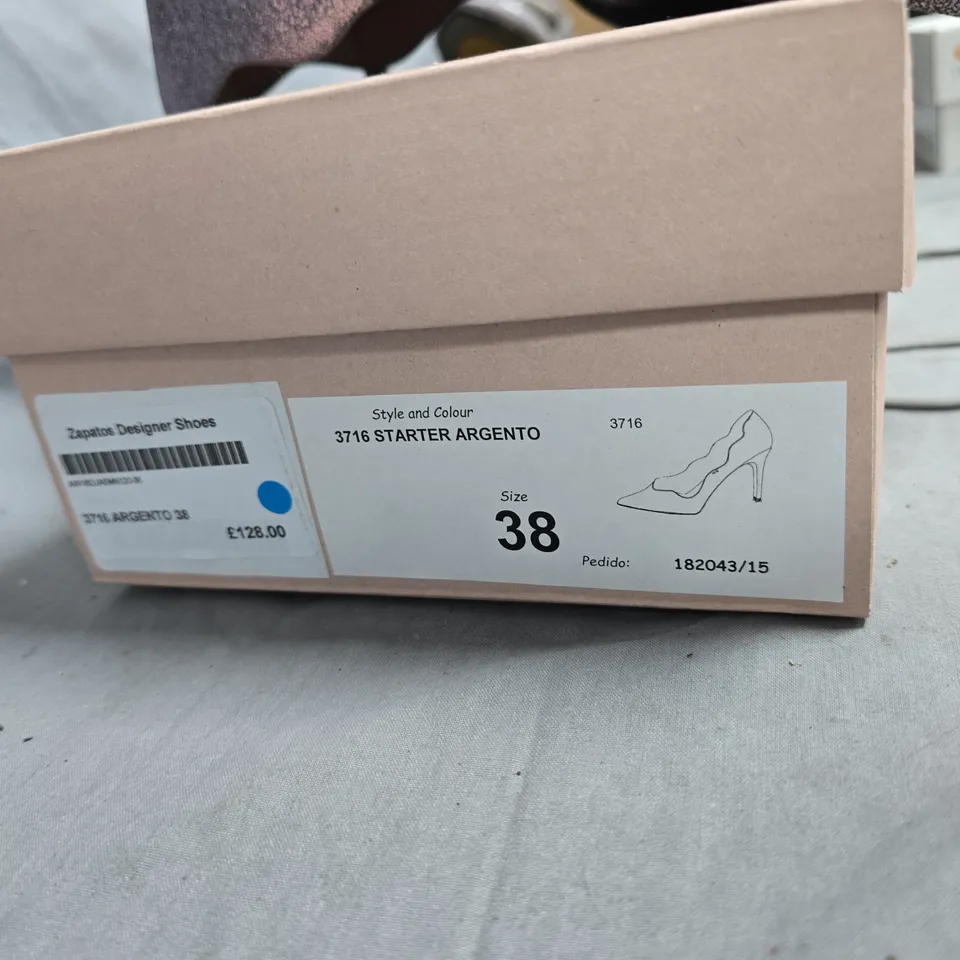 Zapatos Designer Shoes
3716 ARGENTO 38
£128.00
Style and Colour
3716 STARTER ARGENTO
3716
Size
38
Pedido: 182043/15